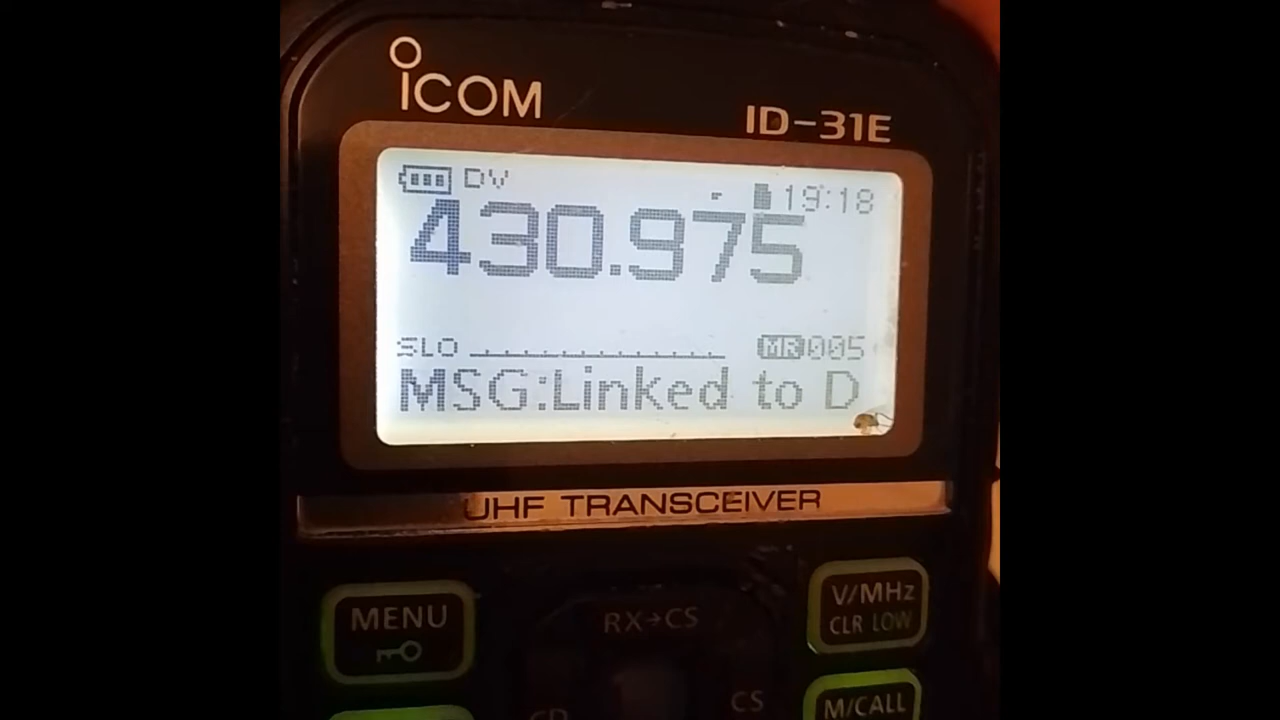 ICOM
ID-31E
DV
19:18
430.975
SLO
MR 005
MSG:Linked to D
UHF TRANSCEIVER
MENU
RX→CS
V/MHz
CLR LOW
CS
M/CALL
CD